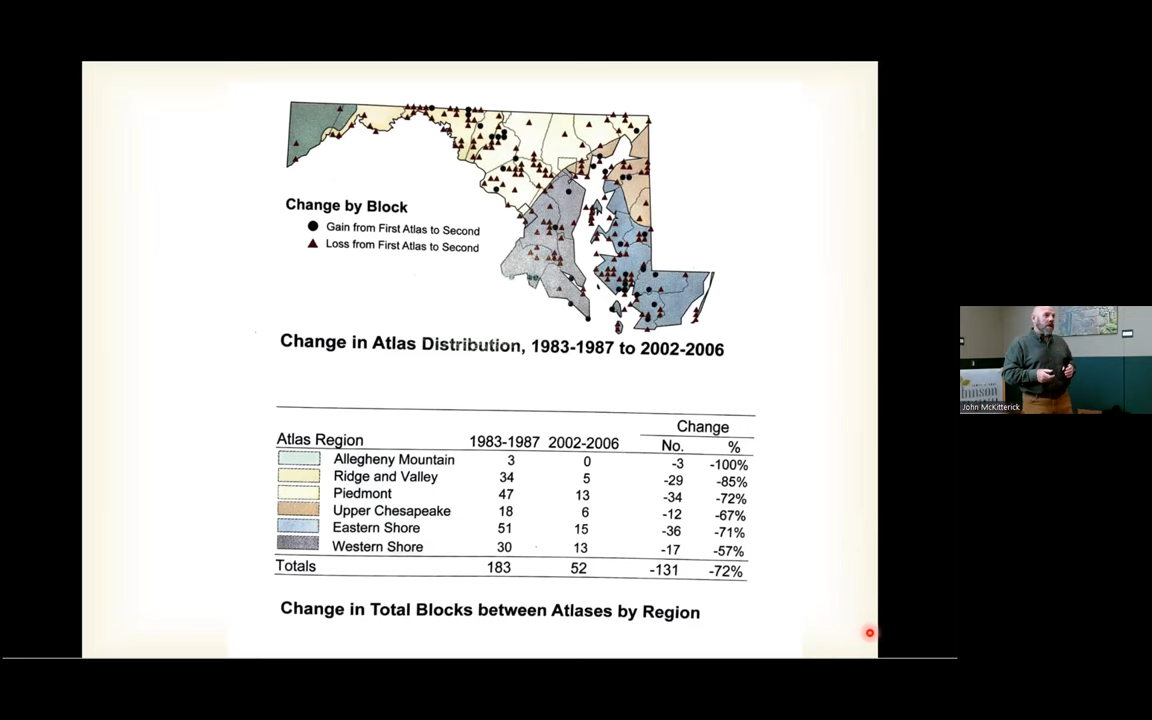 Change by Block
Gain from First Atlas to Second
Loss from First Atlas to Second
Change in Atlas Distribution, 1983-1987 to 2002-2006
Change
Atlas Region 1983-1987 2002-2006 No. %
Allegheny Mountain 3 0 -3 -100%
Ridge and Valley 34 5 -29 -85%
Piedmont 47 13 -34 -72%
Upper Chesapeake 18 6 -12 -67%
Eastern Shore 51 15 -36 -71%
Western Shore 30 13 -17 -57%
Totals 183 52 -131 -72%
Change in Total Blocks between Atlases by Region
John McKitterick